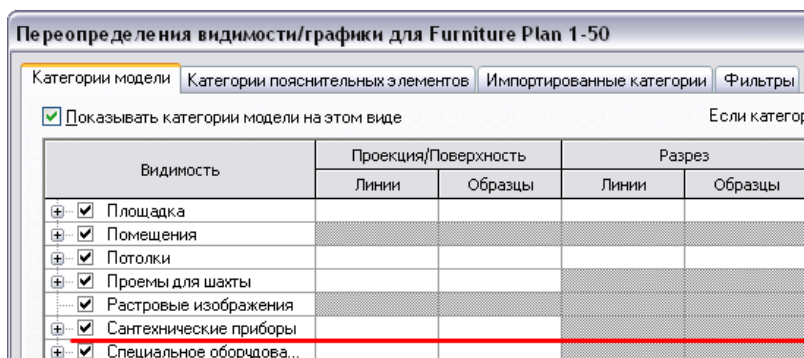 Переопределения видимости/графики для Furniture Plan 1-50
Категории модели Категории пояснительных элементов Импортированные категории Фильтры
Показывать категории модели на этом виде Если категор
Видимость Проекция/Поверхность Разрез
Линии Образцы Линии Образцы
Площадка
Помещения
Потолки
Проемы для шахты
Растровые изображения
Сантехнические приборы
Специальное оборудова...